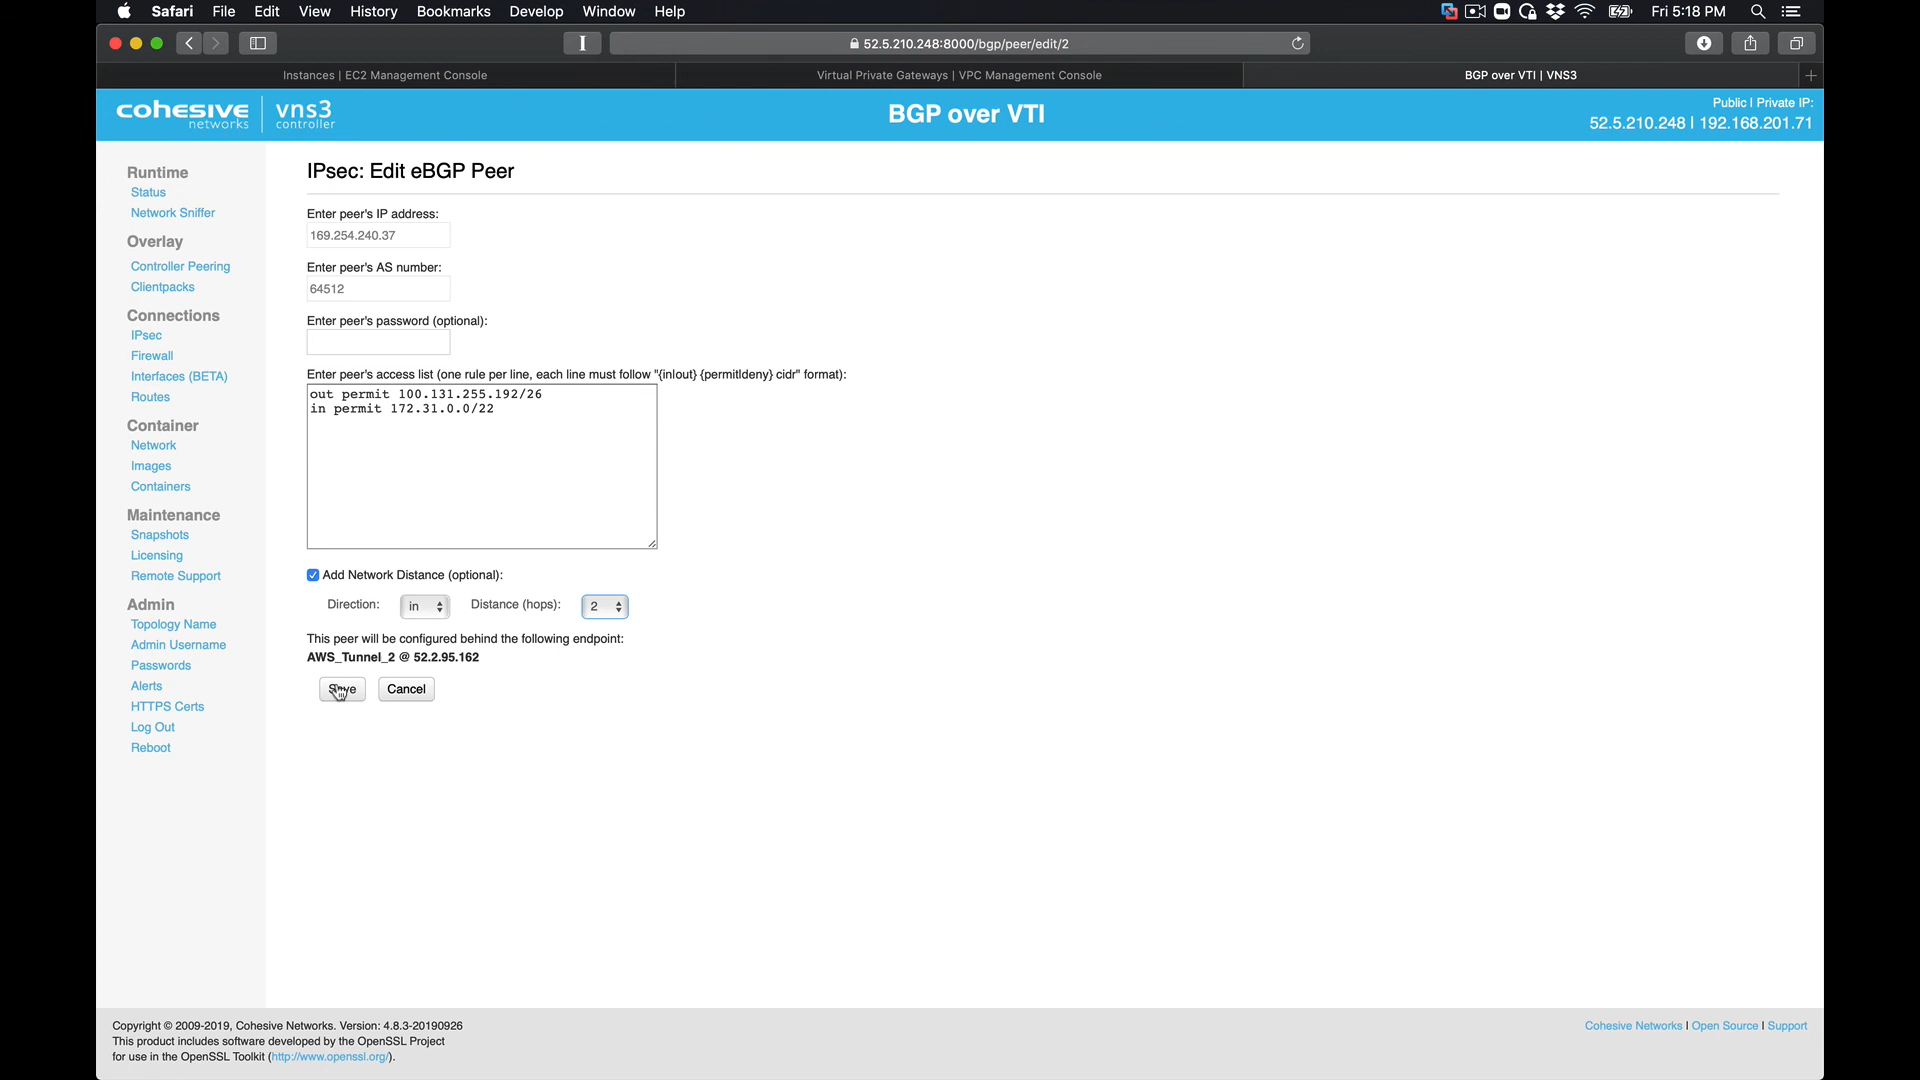 Safari File Edit View History Bookmarks Develop Window Help Fri 5:18 PM
52.5.210.248:8000/bgp/peer/edit/2
Instances | EC2 Management Console
Virtual Private Gateways | VPC Management Console
BGP over VTI | VNS3
cohesive networks
vns3 controller
BGP over VTI
Public | Private IP:
52.5.210.248 | 192.168.201.71
Runtime
Status
Network Sniffer
Overlay
Controller Peering
Clientpacks
Connections
IPsec
Firewall
Interfaces (BETA)
Routes
Container
Network
Images
Containers
Maintenance
Snapshots
Licensing
Remote Support
Admin
Topology Name
Admin Username
Passwords
Alerts
HTTPS Certs
Log Out
Reboot
IPsec: Edit eBGP Peer
Enter peer's IP address:
169.254.240.37
Enter peer's AS number:
64512
Enter peer's password (optional):
Enter peer's access list (one rule per line, each line must follow "{in|out} {permit|deny} cidr" format):
out permit 100.131.255.192/26
in permit 172.31.0.0/22
Add Network Distance (optional):
Direction: in Distance (hops): 2
This peer will be configured behind the following endpoint:
AWS_Tunnel_2 @ 52.2.95.162
Save Cancel
Copyright © 2009-2019, Cohesive Networks. Version: 4.8.3-20190926
This product includes software developed by the OpenSSL Project
for use in the OpenSSL Toolkit (http://www.openssl.org/).
Cohesive Networks | Open Source | Support